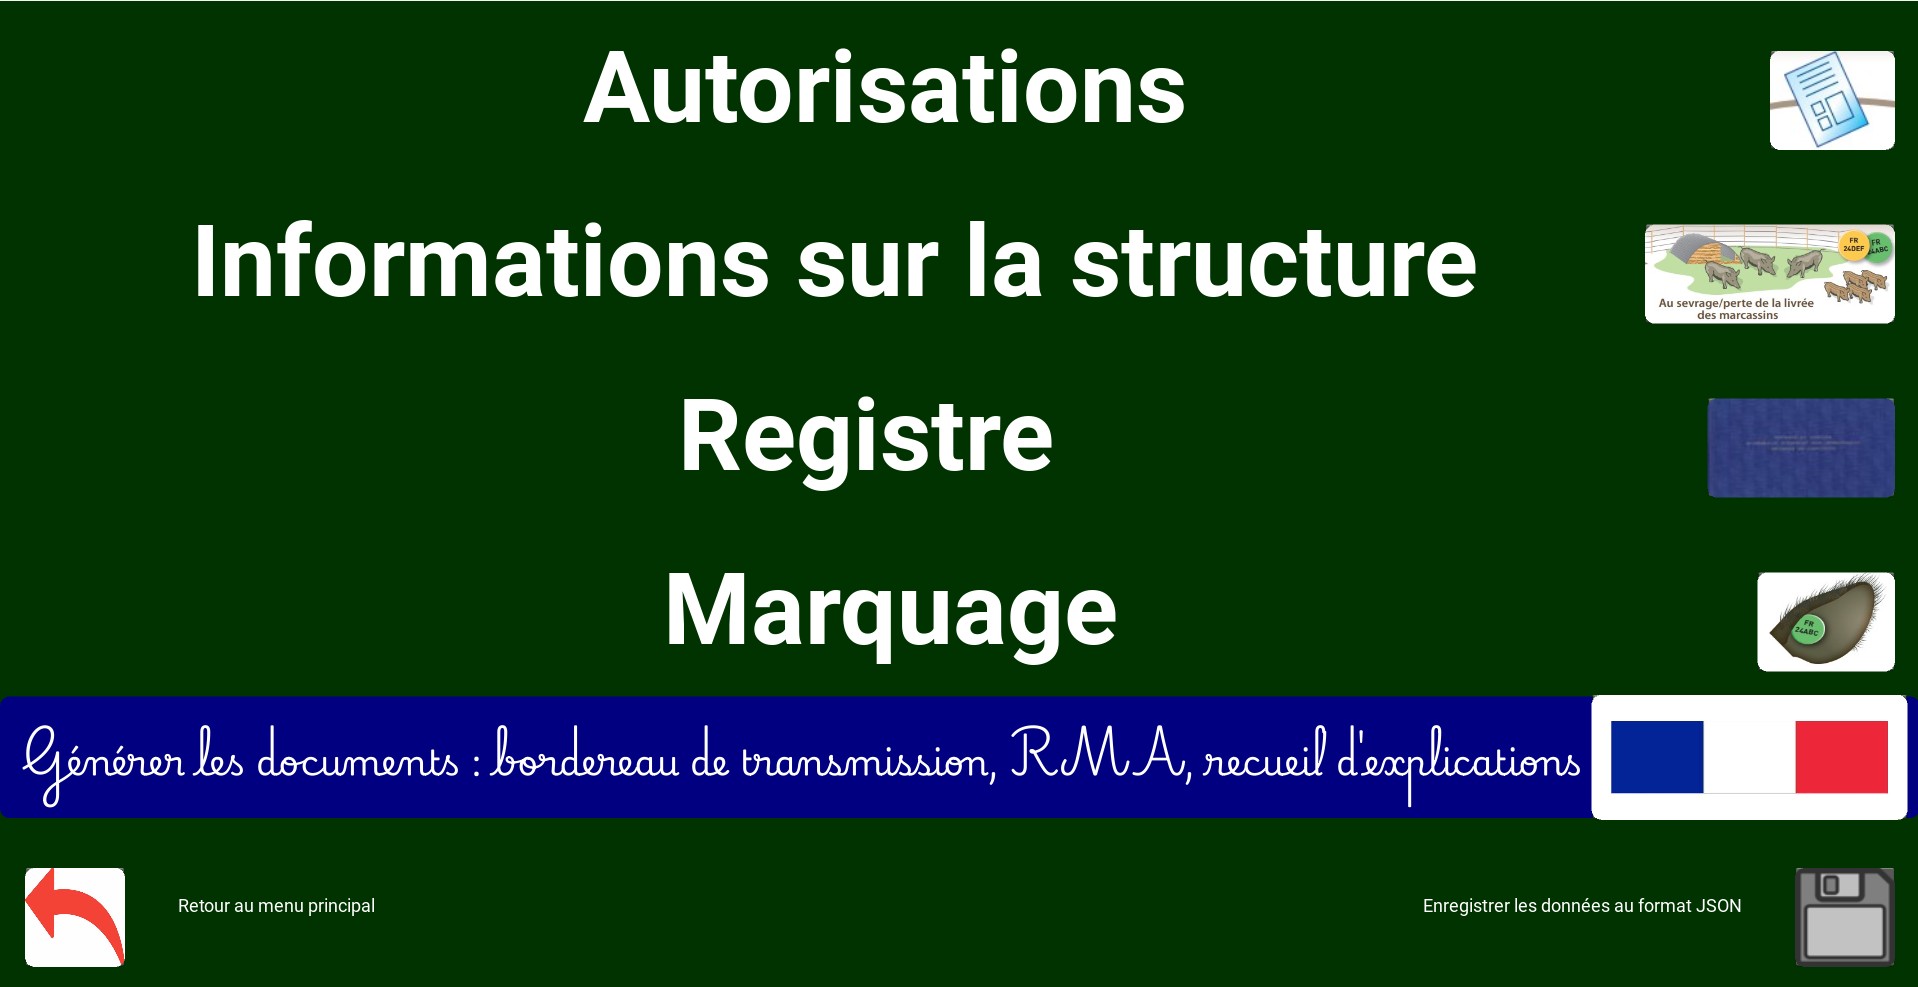 Autorisations
Informations sur la structure
FR
24DEF
FR
24ABC
Au sevrage/perte de la livrée
des marcassins
Registre
Marquage
FR
24ABC
Générer les documents : bordereau de transmission, RMA, recueil d'explications
Retour au menu principal
Enregistrer les données au format JSON